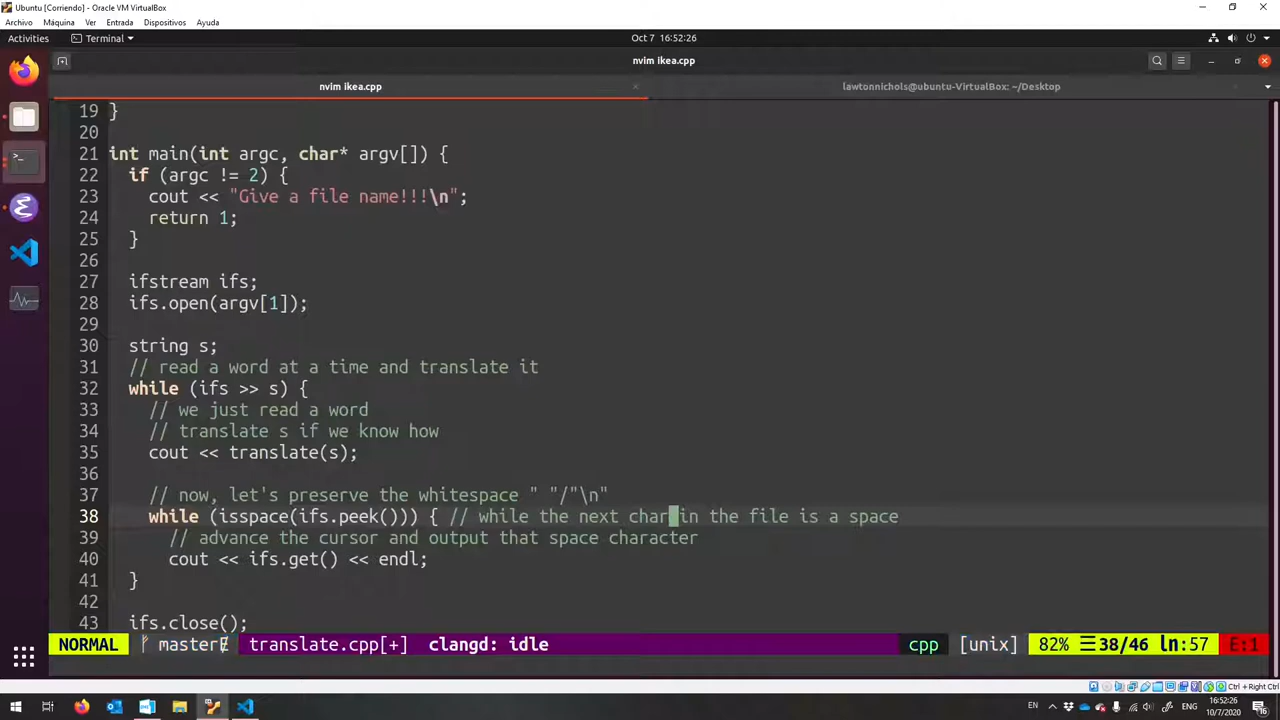 Ubuntu [Corriendo] - Oracle VM VirtualBox
Archivo Máquina Ver Entrada Dispositivos Ayuda
Activities Terminal Oct 7 16:52:26
nvim ikea.cpp
nvim ikea.cpp lawtonnichols@ubuntu-VirtualBox: ~/Desktop
19 }
20
21 int main(int argc, char* argv[]) {
22 if (argc != 2) {
23 cout << "Give a file name!!!\n";
24 return 1;
25 }
26
27 ifstream ifs;
28 ifs.open(argv[1]);
29
30 string s;
31 // read a word at a time and translate it
32 while (ifs >> s) {
33 // we just read a word
34 // translate s if we know how
35 cout << translate(s);
36
37 // now, let's preserve the whitespace " "/"\n"
38 while (isspace(ifs.peek())) { // while the next char in the file is a space
39 // advance the cursor and output that space character
40 cout << ifs.get() << endl;
41 }
42
43 ifs.close();
NORMAL master translate.cpp[+] clangd: idle cpp [unix] 82% ☰38/46 ln:57 E:1
Ctrl + Right Ctrl
EN ENG 16:52:26
10/7/2020